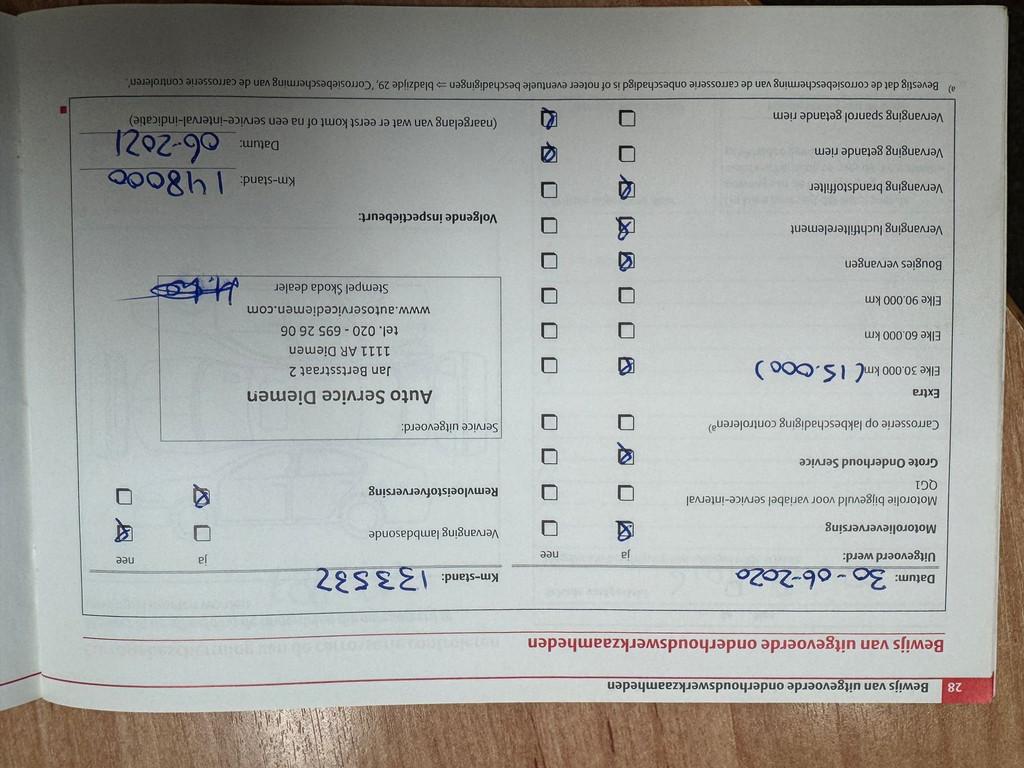 28 Bewijs van uitgevoerde onderhoudswerkzaamheden
Bewijs van uitgevoerde onderhoudswerkzaamheden
Datum: 30-06-2020
Uitgevoerd werd: ja nee
Motorolieverversing
Motorolie bijgevuld voor variabel service-interval
QG1
Grote Onderhoud Service
Carrosserie op lakbeschadiging controlerenª⁾
Extra
Elke 30.000 km (15.000)
Elke 60.000 km
Elke 90.000 km
Bougies vervangen
Vervanging luchtfilterelement
Vervanging brandstoffilter
Vervanging getande riem
Vervanging spanrol getande riem
Km-stand: 133532
ja nee
Vervanging lambdasonde
Remvloeistofverversing
Service uitgevoerd:
Auto Service Diemen
Jan Bertsstraat 2
1111 AR Diemen
tel. 020 - 695 26 06
www.autoservicediemen.com
Stempel Škoda dealer
Volgende inspectiebeurt:
Km-stand: 148000
Datum: 06-2021
(naargelang van wat er eerst komt of na een service-interval-indicatie)
a) Bevestig dat de corrosiebescherming van de carrosserie onbeschadigd is of noteer eventuele beschadigingen ⇒ bladzijde 29, 'Corrosiebescherming van de carrosserie controleren'.